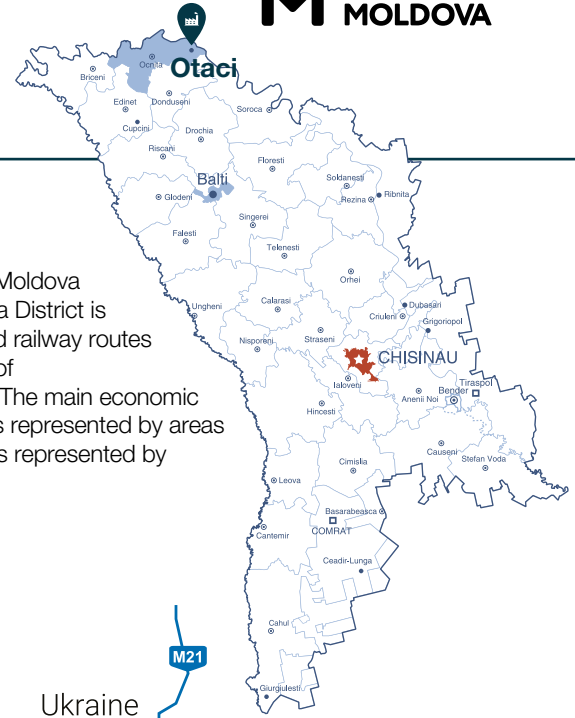 M
MOLDOVA
Otaci
Ocnita
Briceni
Edinet
Donduseni
Cupcini
Soroca
Drochia
Riscani
Floresti
Balti
Soldanesti
Glodeni
Rezina
Ribnita
Singerei
Falesti
Telenesti
Moldova
a District is
d railway routes
of
The main economic
s represented by areas
s represented by
Orhei
Ungheni
Calarasi
Dubasari
Criuleni
Grigoriopol
Nisporeni
Straseni
CHISINAU
Ialoveni
Anenii Noi
Bender
Tiraspol
Hincesti
Causeni
Stefan Voda
Cimislia
Leova
Basarabeasca
COMRAT
Cantemir
Ceadir-Lunga
Cahul
M21
Giurgiulesti
Ukraine